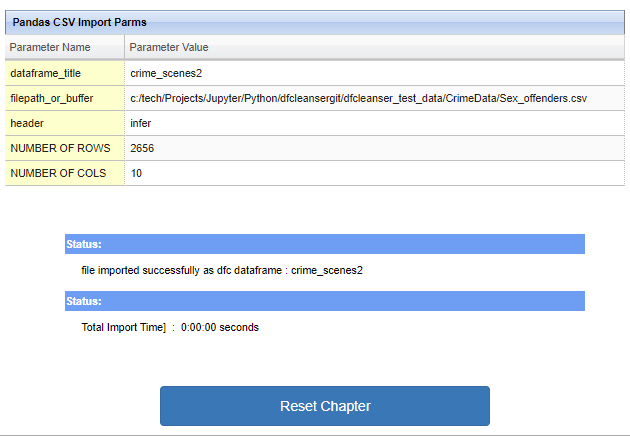 Pandas CSV Import Parms
Parameter Name Parameter Value
dataframe_title crime_scenes2
filepath_or_buffer c:/tech/Projects/Jupyter/Python/dfcleansergit/dfcleanser_test_data/CrimeData/Sex_offenders.csv
header infer
NUMBER OF ROWS 2656
NUMBER OF COLS 10
Status:
file imported successfully as dfc dataframe : crime_scenes2
Status:
Total Import Time] : 0:00:00 seconds
Reset Chapter